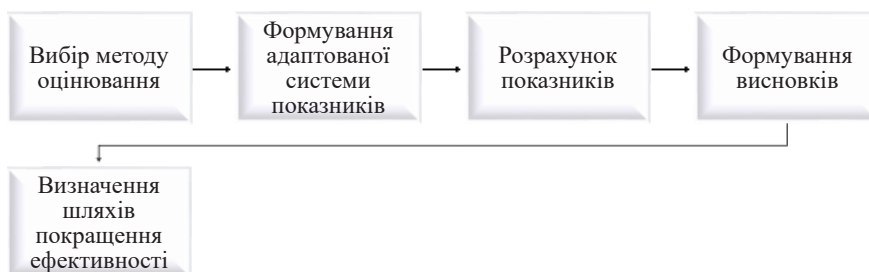 Вибір методу
оцінювання
Формування
адаптованої
системи
показників
Розрахунок
показників
Формування
висновків
Визначення
шляхів
покращення
ефективності